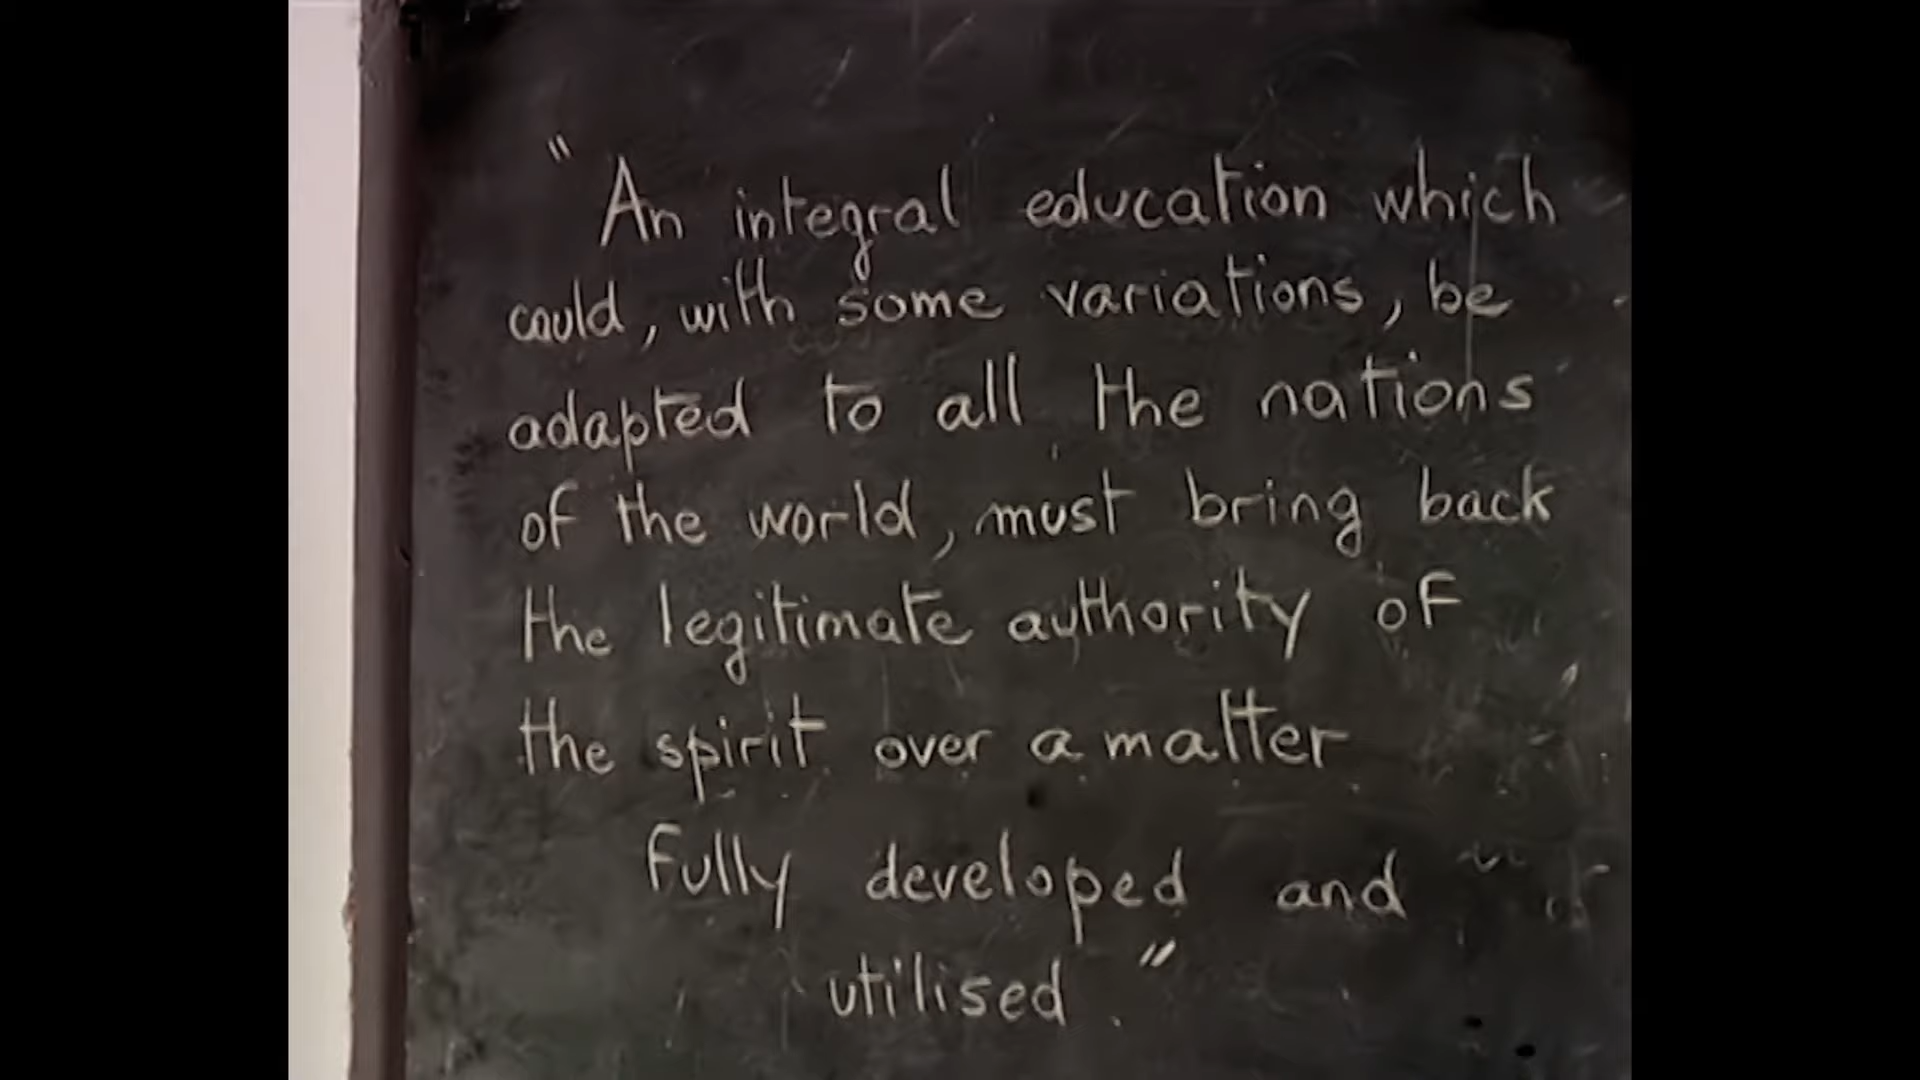 " An integral education which
could, with some variations, be
adapted to all the nations
of the world, must bring back
the legitimate authority of
the spirit over a matter
fully developed and
utilised."